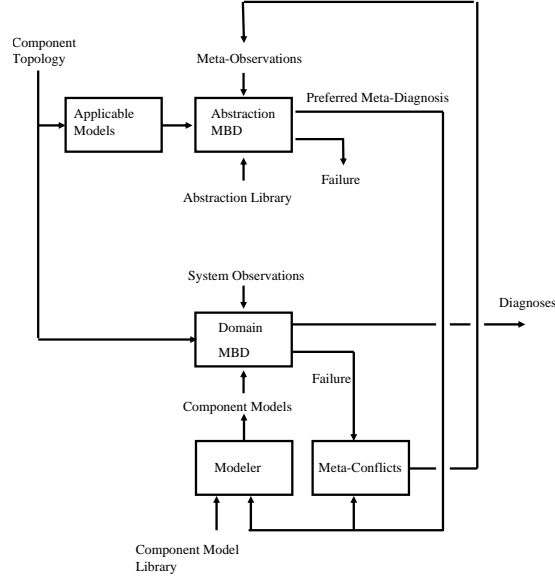 Component
Topology
Meta-Observations
Preferred Meta-Diagnosis
Applicable
Models
Abstraction
MBD
Failure
Abstraction Library
System Observations
Diagnoses
Domain
MBD
Failure
Component Models
Modeler
Meta-Conflicts
Component Model
Library